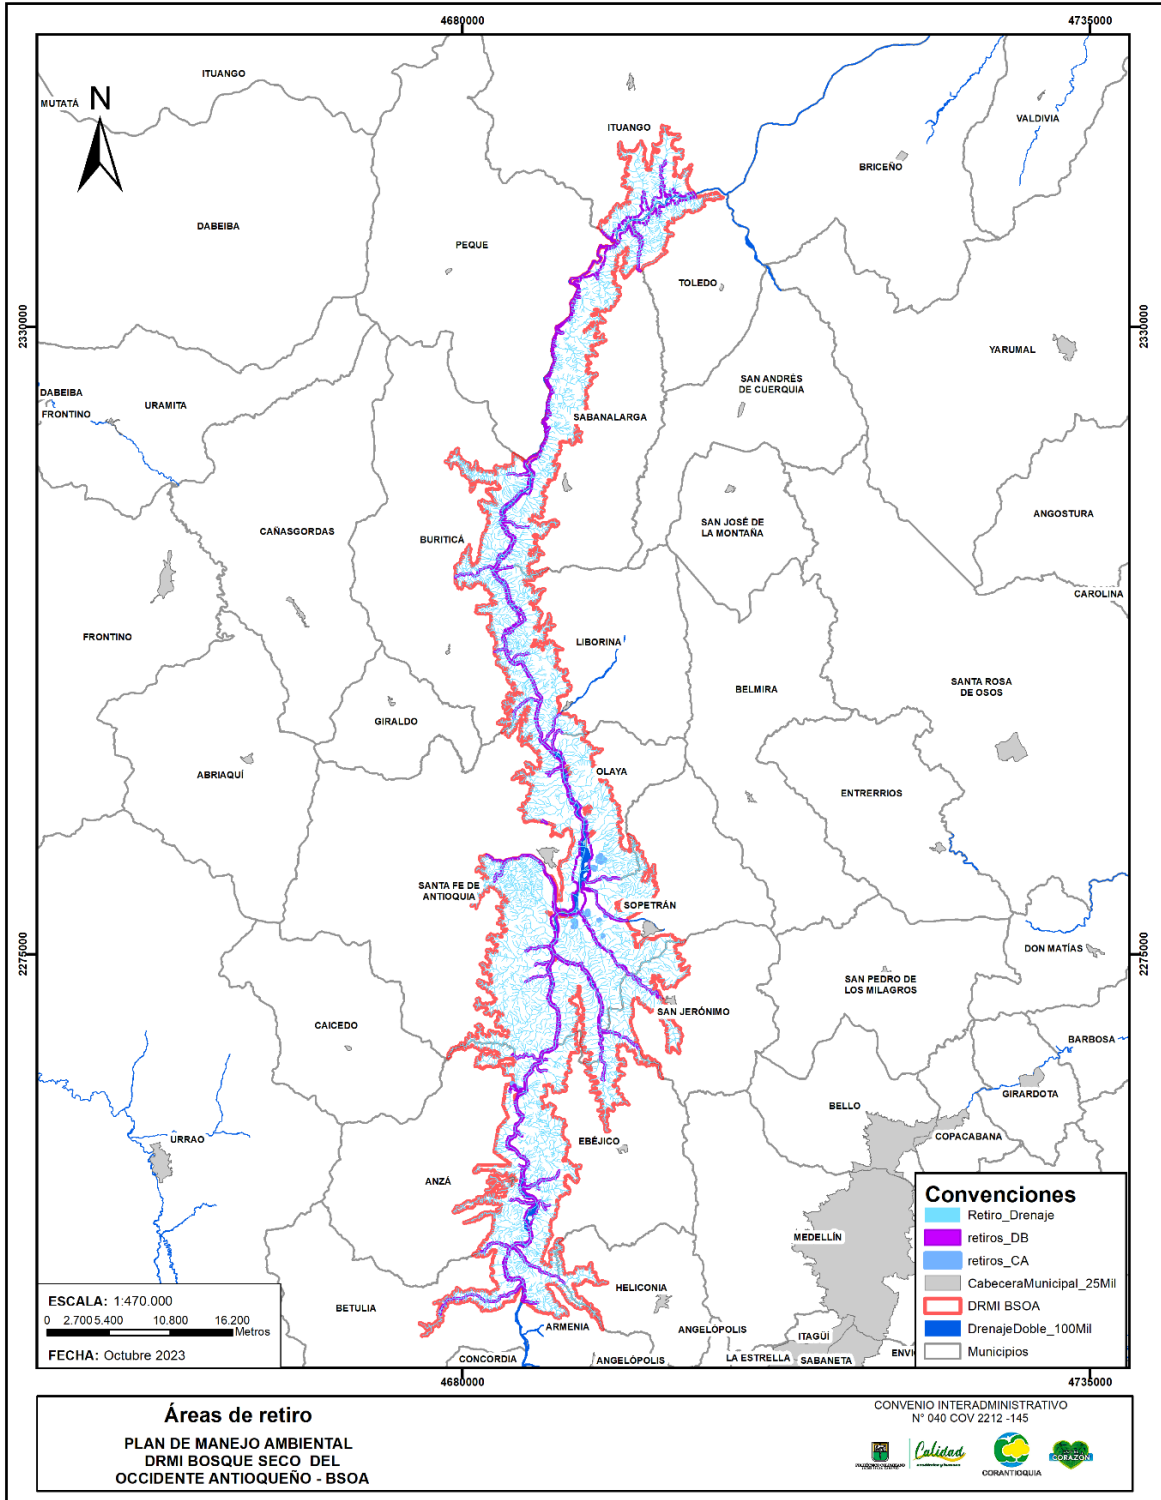 4680000
4735000
ITUANGO
MUTATÁ
N
VALDIVIA
ITUANGO
BRICEÑO
DABEIBA
PEQUE
TOLEDO
2330000
2330000
YARUMAL
SAN ANDRÉS
DE CUERQUIA
DABEIBA
FRONTINO
URAMITA
SABANALARGA
ANGOSTURA
SAN JOSÉ DE
LA MONTAÑA
CAÑASGORDAS
BURITICÁ
CAROLINA
FRONTINO
LIBORINA
SANTA ROSA
DE OSOS
BELMIRA
GIRALDO
ABRIAQUÍ
OLAYA
ENTRERRIOS
SANTA FE DE
ANTIOQUIA
SOPETRÁN
2275000
2275000
DON MATÍAS
SAN PEDRO DE
LOS MILAGROS
SAN JERÓNIMO
CAICEDO
BARBOSA
GIRARDOTA
BELLO
COPACABANA
URRAO
EBÉJICO
ANZÁ
MEDELLÍN
HELICONIA
BETULIA
ARMENIA
ANGELÓPOLIS
ITAGÜÍ
CONCORDIA
ANGELÓPOLIS
LA ESTRELLA
SABANETA
ENVI
Convenciones
Retiro_Drenaje
retiros_DB
retiros_CA
CabeceraMunicipal_25Mil
DRMI BSOA
DrenajeDoble_100Mil
Municipios
ESCALA: 1:470.000
0 2.700 5.400 10.800 16.200
Metros
FECHA: Octubre 2023
4680000
4735000
Áreas de retiro
PLAN DE MANEJO AMBIENTAL
DRMI BOSQUE SECO DEL
OCCIDENTE ANTIOQUEÑO - BSOA
CONVENIO INTERADMINISTRATIVO
N° 040 COV 2212 -145
Calidad
CORANTIOQUIA
CORAZÓN